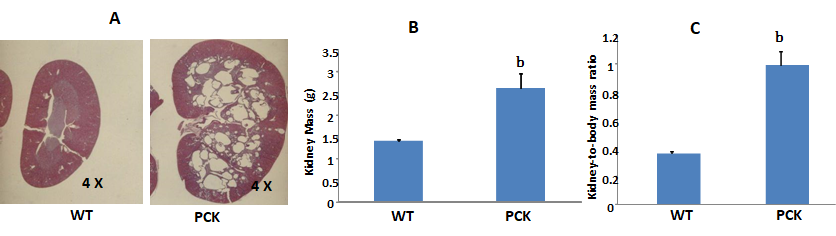 A
4 X
4 X
WT
PCK
B
Kidney Mass (g)
3.5
3
2.5
2
1.5
1
0.5
0
b
WT
PCK
C
Kidney-to-body mass ratio
1.2
1
0.8
0.6
0.4
0.2
0
b
WT
PCK